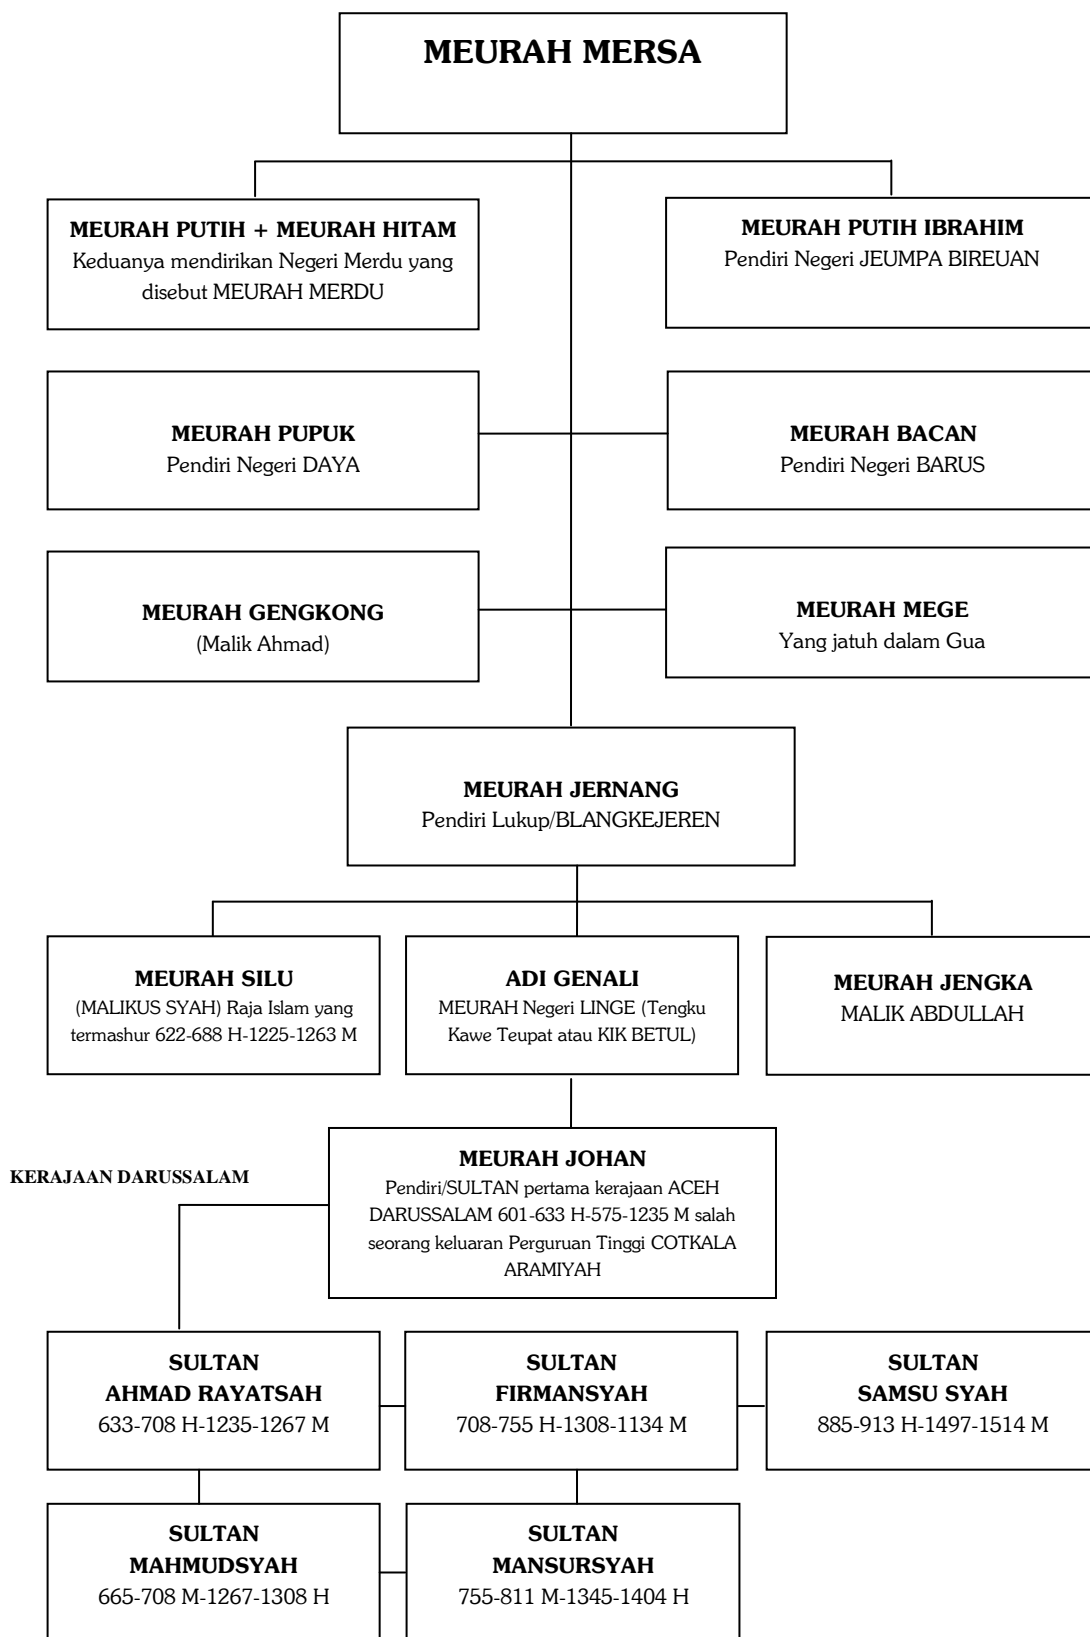 MEURAH MERSA
MEURAH PUTIH + MEURAH HITAM
Keduanya mendirikan Negeri Merdu yang
disebut MEURAH MERDU
MEURAH PUTIH IBRAHIM
Pendiri Negeri JEUMPA BIREUAN
MEURAH PUPUK
Pendiri Negeri DAYA
MEURAH BACAN
Pendiri Negeri BARUS
MEURAH GENGKONG
(Malik Ahmad)
MEURAH MEGE
Yang jatuh dalam Gua
MEURAH JERNANG
Pendiri Lukup/BLANGKEJEREN
MEURAH SILU
(MALIKUS SYAH) Raja Islam yang
termashur 622-688 H-1225-1263 M
ADI GENALI
MEURAH Negeri LINGE (Tengku
Kawe Teupat atau KIK BETUL)
MEURAH JENGKA
MALIK ABDULLAH
KERAJAAN DARUSSALAM
MEURAH JOHAN
Pendiri/SULTAN pertama kerajaan ACEH
DARUSSALAM 601-633 H-575-1235 M salah
seorang keluaran Perguruan Tinggi COTKALA
ARAMIYAH
SULTAN
AHMAD RAYATSAH
633-708 H-1235-1267 M
SULTAN
FIRMANSYAH
708-755 H-1308-1134 M
SULTAN
SAMSU SYAH
885-913 H-1497-1514 M
SULTAN
MAHMUDSYAH
665-708 M-1267-1308 H
SULTAN
MANSURSYAH
755-811 M-1345-1404 H